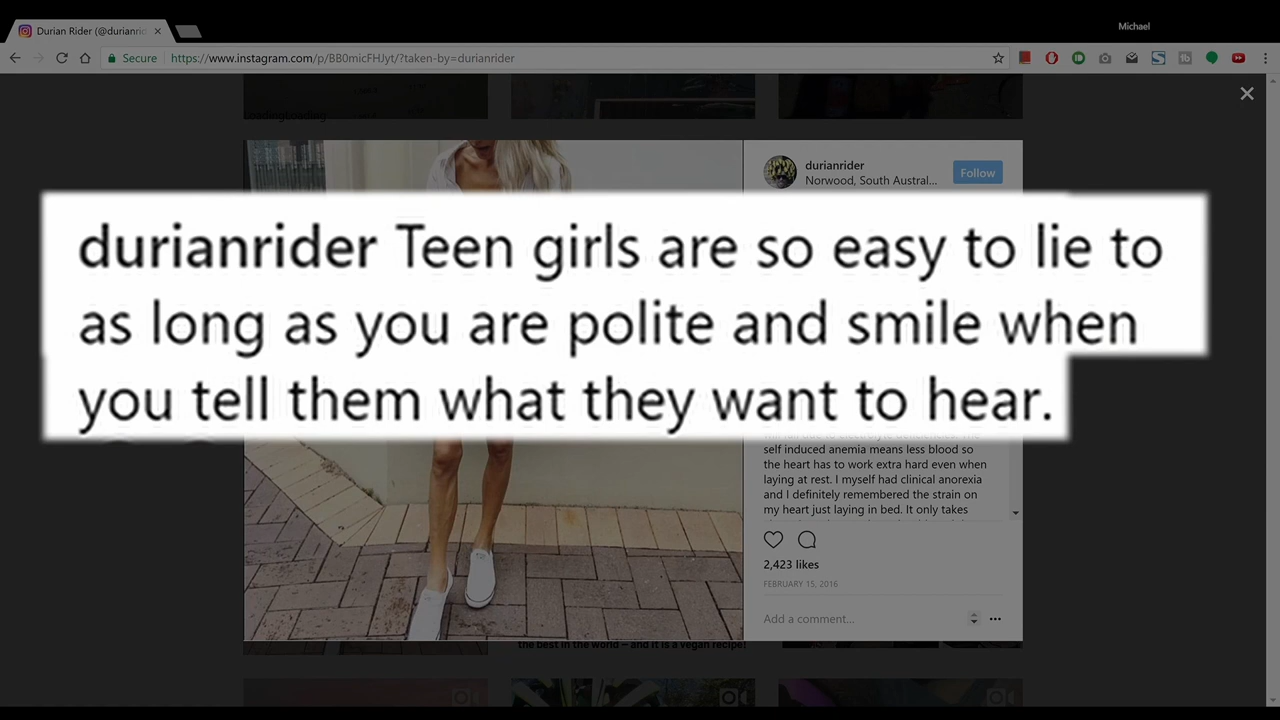 Durian Rider (@durianric
Michael
Secure https://www.instagram.com/p/BB0micFHJyt/?taken-by=durianrider
durianrider
Norwood, South Austral...
Follow
durianrider Teen girls are so easy to lie to
as long as you are polite and smile when
you tell them what they want to hear.
self induced anemia means less blood so
the heart has to work extra hard even when
laying at rest. I myself had clinical anorexia
and I definitely remembered the strain on
my heart just laying in bed. It only takes
2,423 likes
FEBRUARY 15, 2016
Add a comment...
the best in the world – and it is a vegan recipe!